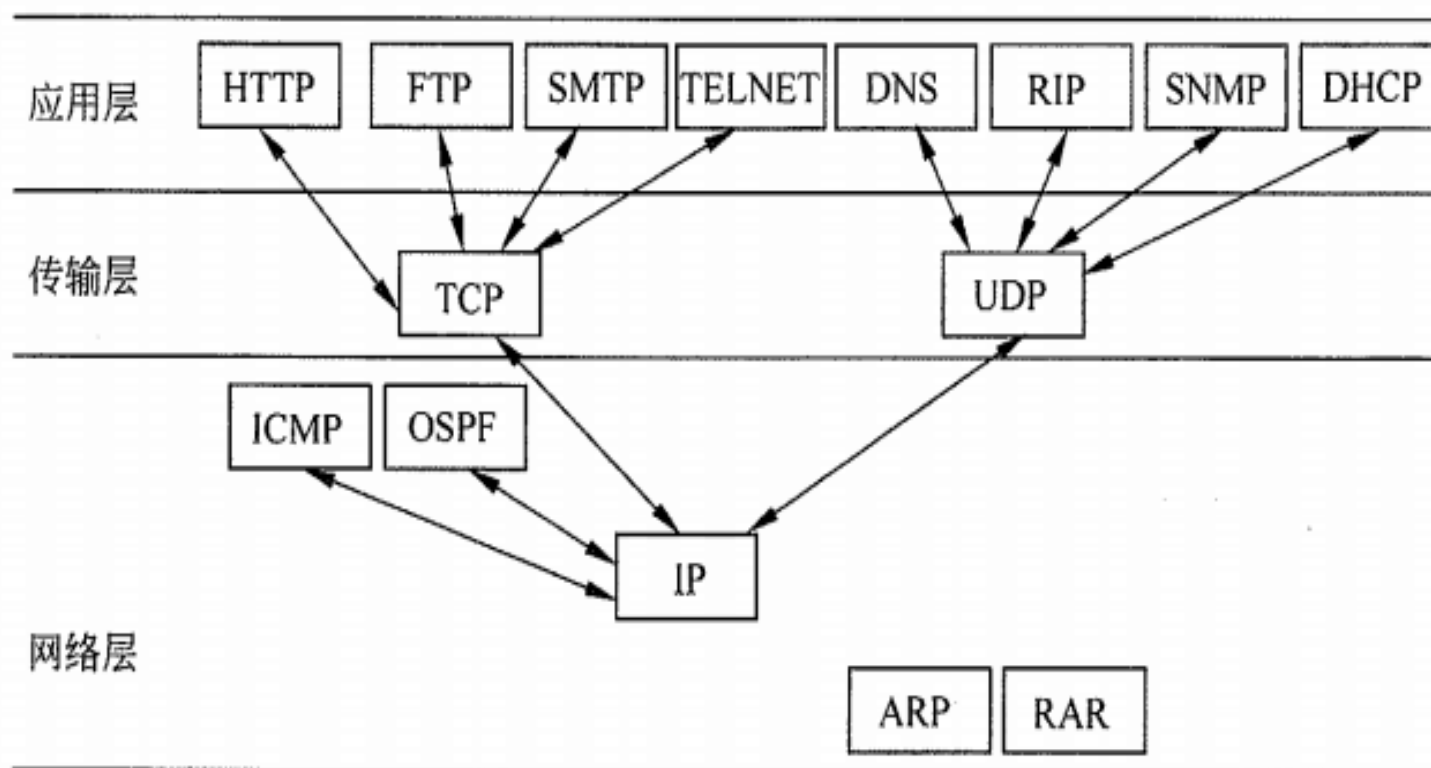 应用层 HTTP FTP SMTP TELNET DNS RIP SNMP DHCP
传输层 TCP UDP
ICMP OSPF
IP
网络层
ARP RAR